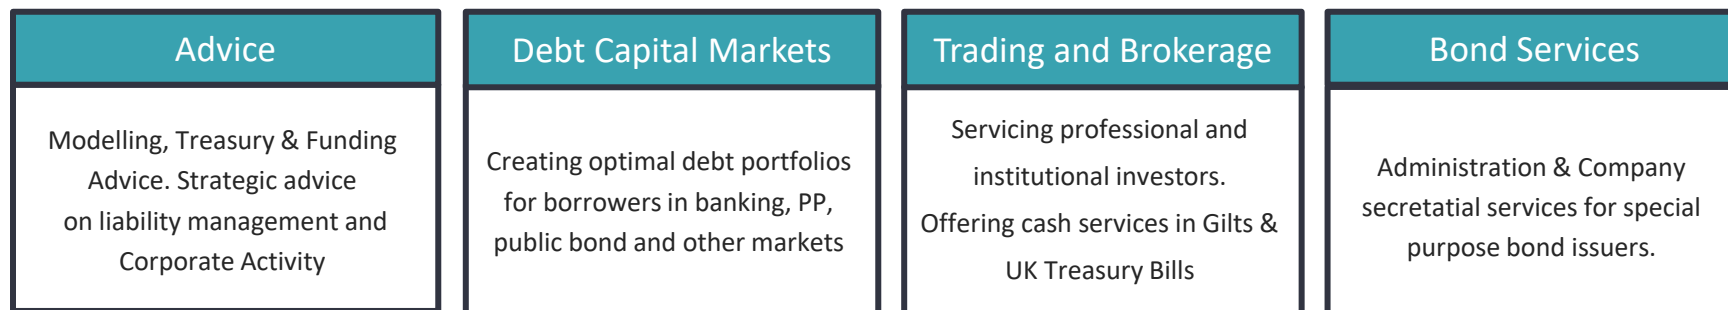 Advice
Modelling, Treasury & Funding
Advice. Strategic advice
on liability management and
Corporate Activity
Debt Capital Markets
Creating optimal debt portfolios
for borrowers in banking, PP,
public bond and other markets
Trading and Brokerage
Servicing professional and
institutional investors.
Offering cash services in Gilts &
UK Treasury Bills
Bond Services
Administration & Company
secretatial services for special
purpose bond issuers.